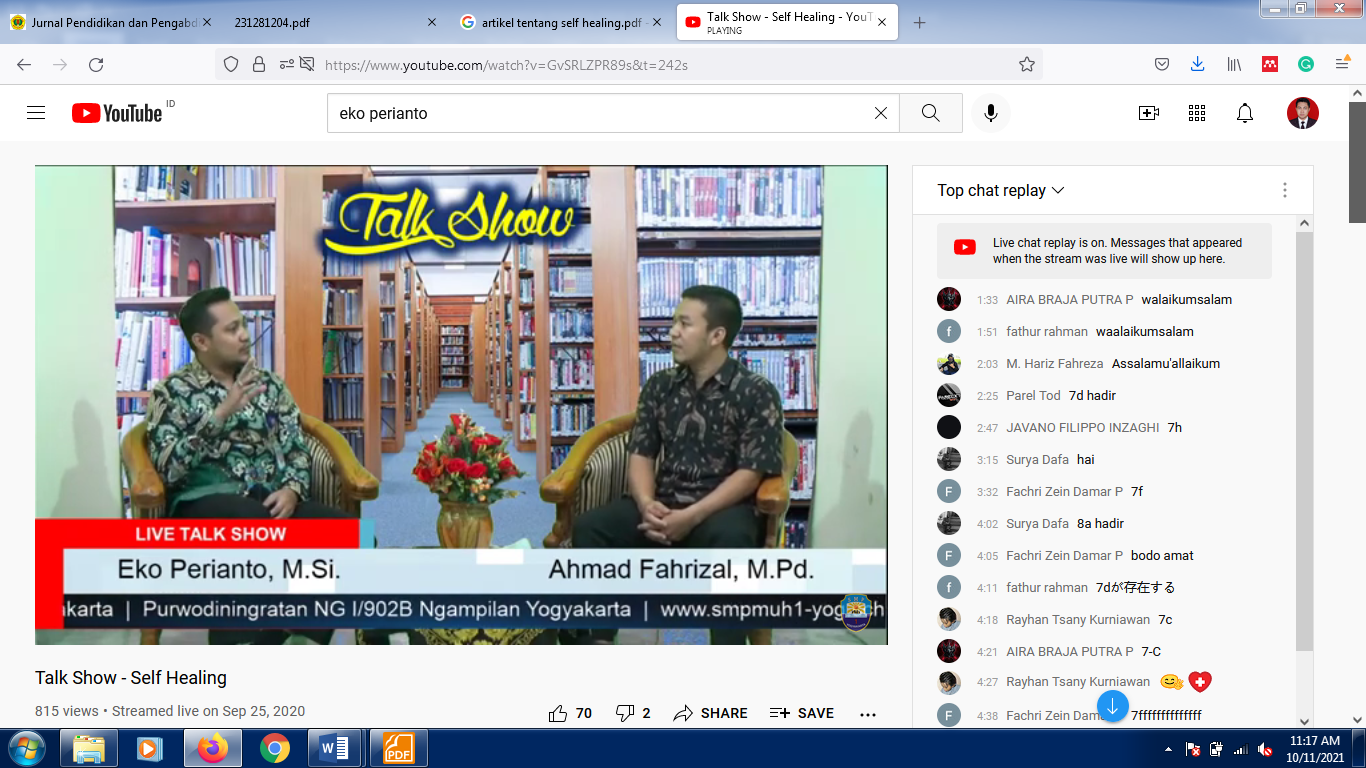 Jurnal Pendidikan dan Pengabdi
231281204.pdf
artikel tentang self healing.pdf -
Talk Show - Self Healing - YouT
PLAYING
https://www.youtube.com/watch?v=GvSRLZPR89s&t=242s
YouTube ID
eko perianto
Talk Show
LIVE TALK SHOW
Eko Perianto, M.Si.
Ahmad Fahrizal, M.Pd.
akarta | Purwodiningratan NG I/902B Ngampilan Yogyakarta | www.smpmuh1-yog
Talk Show - Self Healing
815 views • Streamed live on Sep 25, 2020
70
2
SHARE
SAVE
Top chat replay
Live chat replay is on. Messages that appeared
when the stream was live will show up here.
1:33 AIRA BRAJA PUTRA P walaikumsalam
1:51 fathur rahman waalaikumsalam
2:03 M. Hariz Fahreza Assalamu'allaikum
2:25 Parel Tod 7d hadir
2:47 JAVANO FILIPPO INZAGHI 7h
3:15 Surya Dafa hai
3:32 Fachri Zein Damar P 7f
4:02 Surya Dafa 8a hadir
4:05 Fachri Zein Damar P bodo amat
4:11 fathur rahman 7dが存在する
4:18 Rayhan Tsany Kurniawan 7c
4:21 AIRA BRAJA PUTRA P 7-C
4:27 Rayhan Tsany Kurniawan
4:38 Fachri Zein Dama 7ffffffffffffff
11:17 AM
10/11/2021